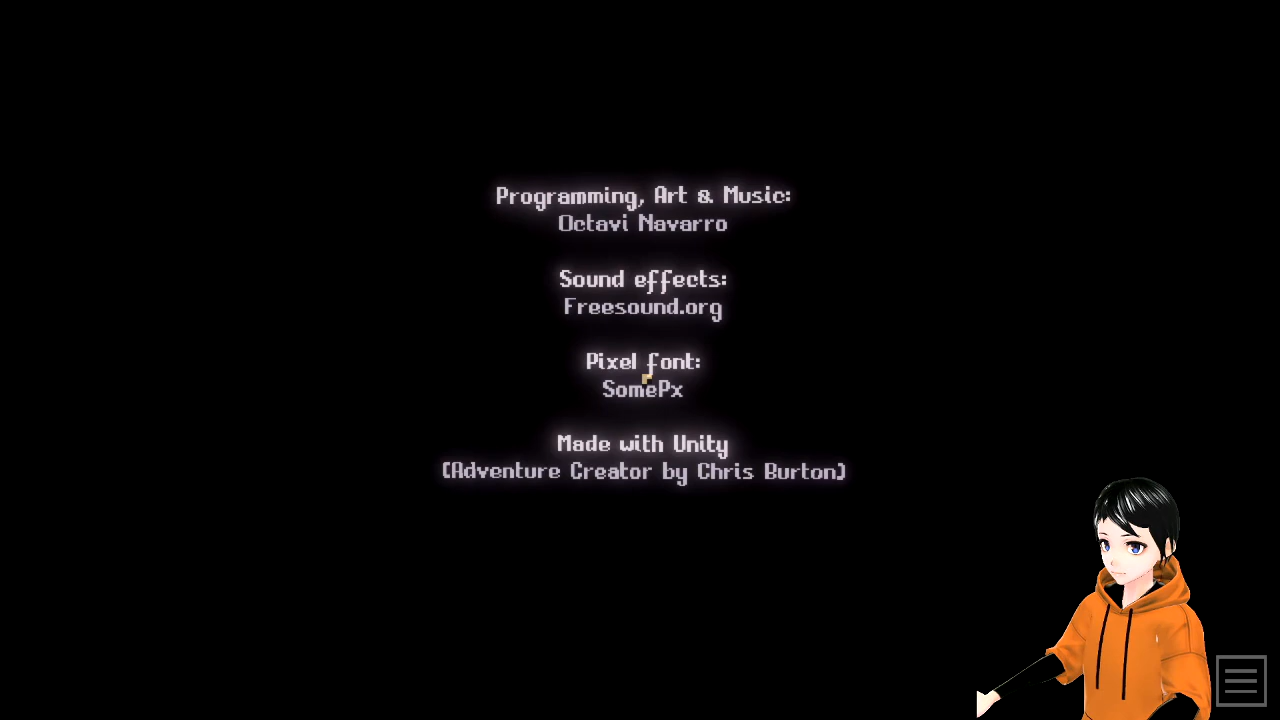 Programming, Art & Music:
Octavi Navarro
Sound effects:
Freesound.org
Pixel font:
SomePx
Made with Unity
(Adventure Creator by Chris Burton)